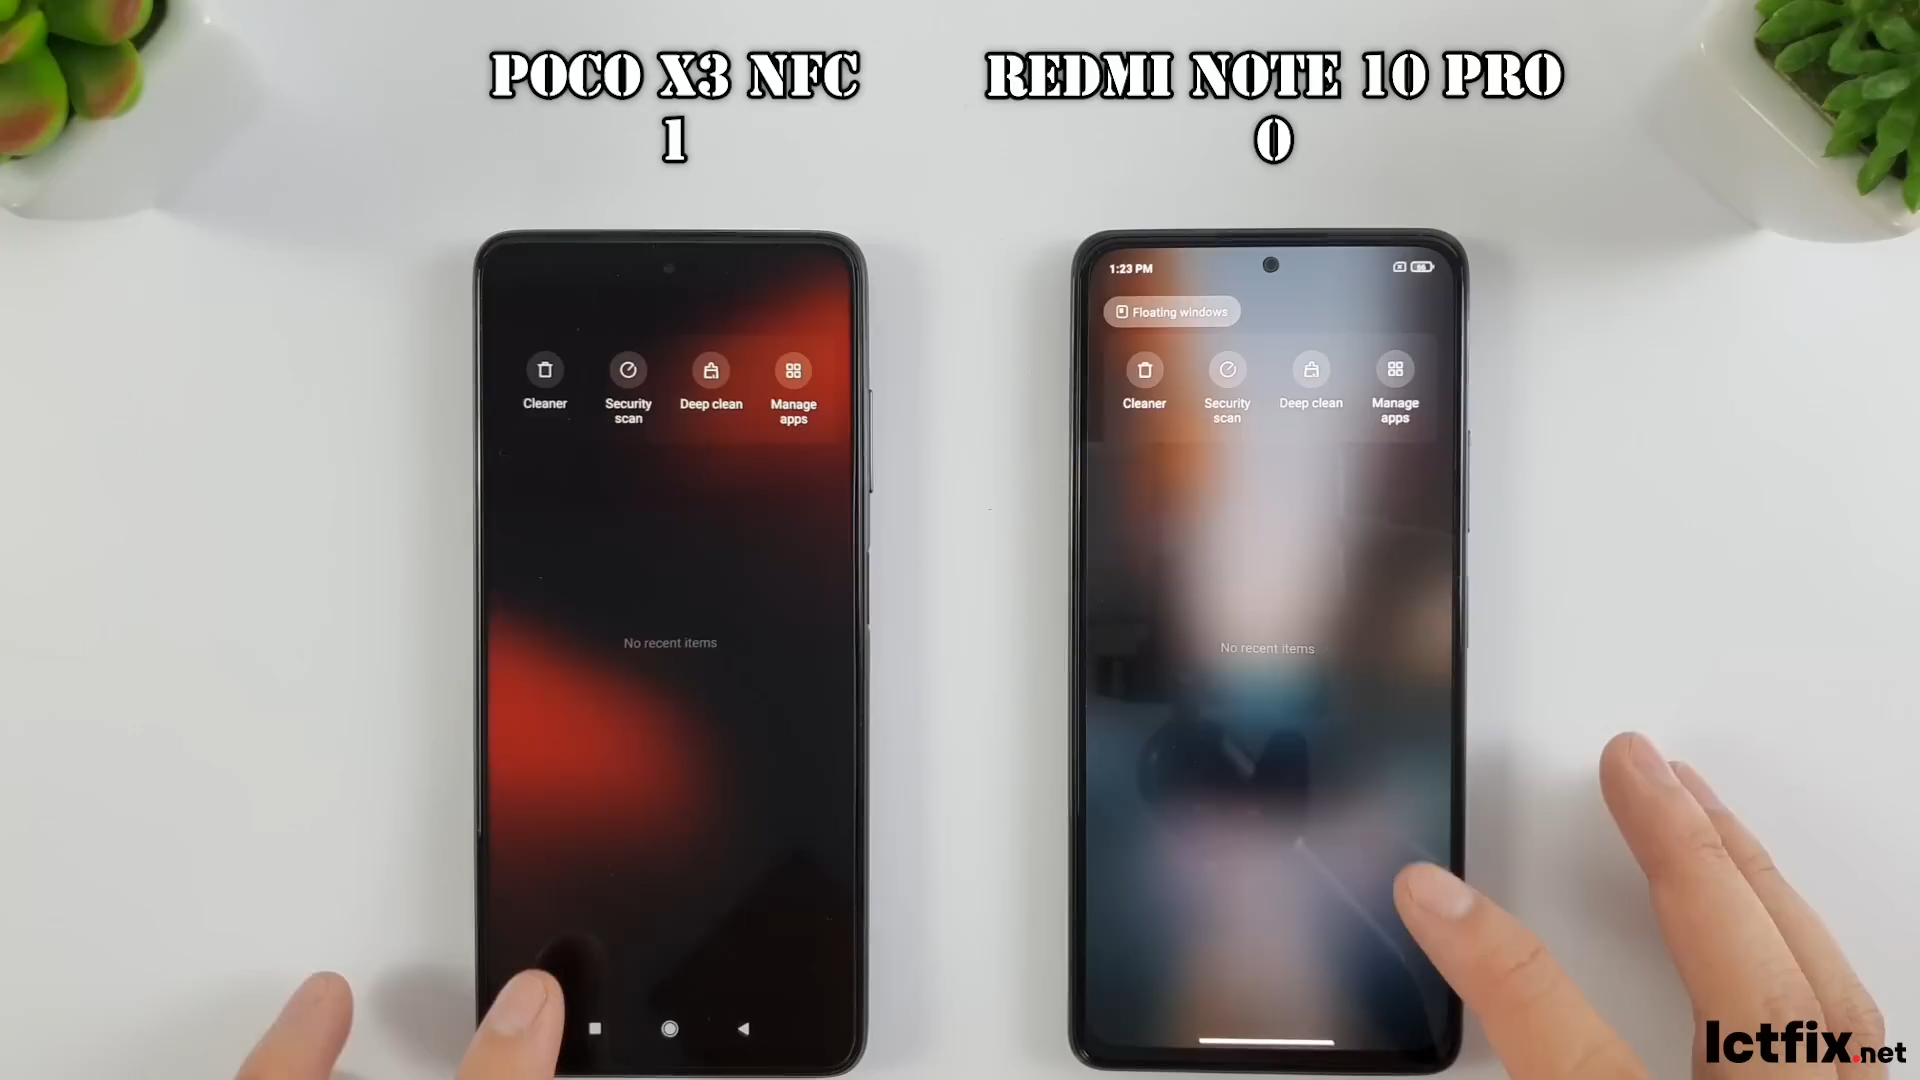 POCO X3 NFC
1
REDMI NOTE 10 PRO
0
Cleaner
Security
scan
Deep clean
Manage
apps
No recent items
1:23 PM
Floating windows
Cleaner
Security
scan
Deep clean
Manage
apps
No recent items
Ictfix.net